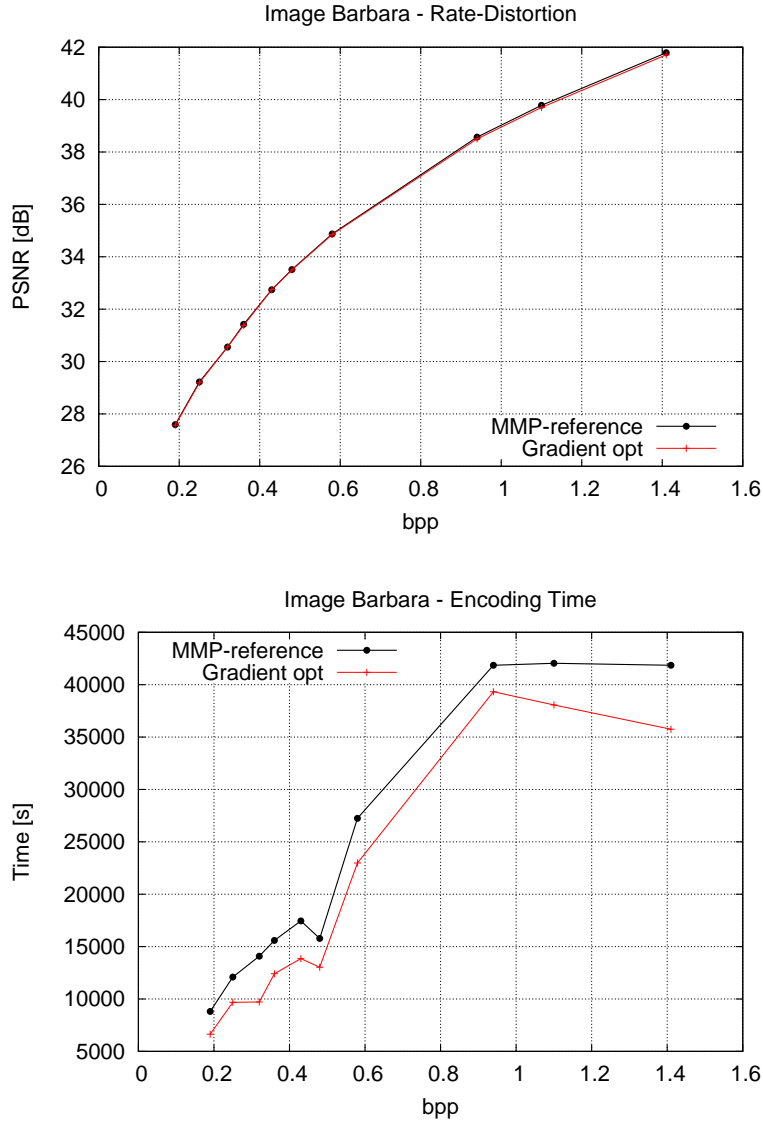 Image Barbara - Rate-Distortion
42
40
38
36
34
32
30
28
26
PSNR [dB]
MMP-reference
Gradient opt
0 0.2 0.4 0.6 0.8 1 1.2 1.4 1.6
bpp
Image Barbara - Encoding Time
45000
40000
35000
30000
25000
20000
15000
10000
5000
Time [s]
MMP-reference
Gradient opt
0 0.2 0.4 0.6 0.8 1 1.2 1.4 1.6
bpp